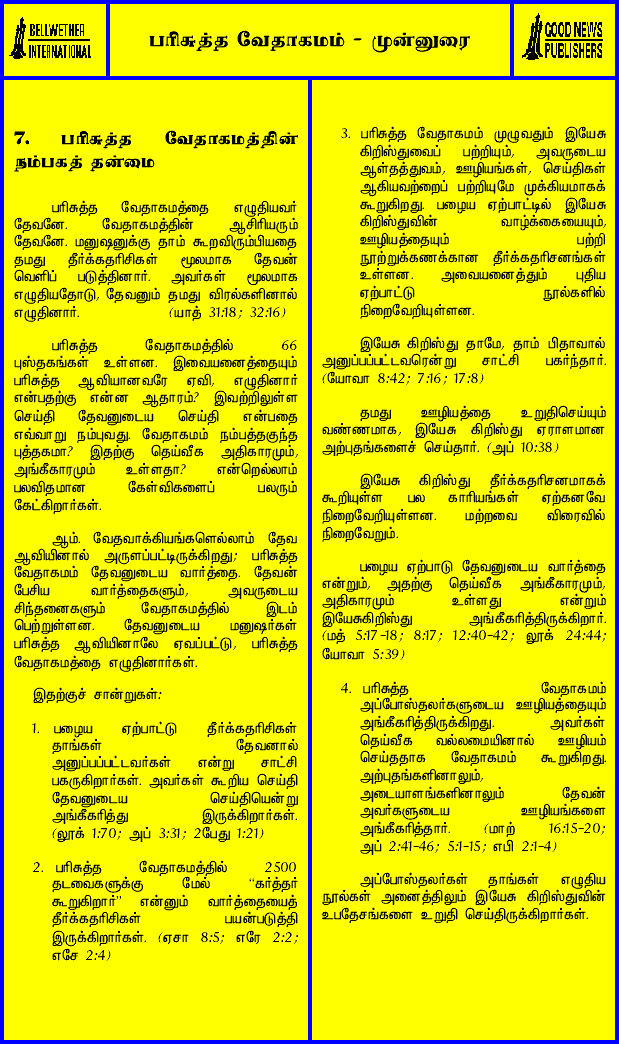 BELLWETHER
INTERNATIONAL
பரிசுத்த வேதாகமம் - முன்னுரை
GOOD NEWS
PUBLISHERS
7. பரிசுத்த வேதாகமத்தின்
நம்பகத் தன்மை
பரிசுத்த வேதாகமத்தை எழுதியவர்
தேவனே. வேதாகமத்தின் ஆசிரியரும்
தேவனே. மனுஷனுக்கு தாம் கூறவிரும்பியதை
தமது தீர்க்கதரிசிகள் மூலமாக தேவன்
வெளிப் படுத்தினார். அவர்கள் மூலமாக
எழுதியதோடு, தேவனும் தமது விரல்களினால்
எழுதினார். (யாத் 31:18; 32:16)
பரிசுத்த வேதாகமத்தில் 66
புஸ்தகங்கள் உள்ளன. இவையனைத்தையும்
பரிசுத்த ஆவியானவரே ஏவி, எழுதினார்
என்பதற்கு என்ன ஆதாரம்? இவற்றிலுள்ள
செய்தி தேவனுடைய செய்தி என்பதை
எவ்வாறு நம்புவது. வேதாகமம் நம்பத்தகுந்த
புத்தகமா? இதற்கு தெய்வீக அதிகாரமும்,
அங்கீகாரமும் உள்ளதா? என்றெல்லாம்
பலவிதமான கேள்விகளைப் பலரும்
கேட்கிறார்கள்.
ஆம். வேதவாக்கியங்களெல்லாம் தேவ
ஆவியினால் அருளப்பட்டிருக்கிறது; பரிசுத்த
வேதாகமம் தேவனுடைய வார்த்தை. தேவன்
பேசிய வார்த்தைகளும், அவருடைய
சிந்தனைகளும் வேதாகமத்தில் இடம்
பெற்றுள்ளன. தேவனுடைய மனுஷர்கள்
பரிசுத்த ஆவியினாலே ஏவப்பட்டு, பரிசுத்த
வேதாகமத்தை எழுதினார்கள்.
இதற்குச் சான்றுகள்:
1. பழைய ஏற்பாட்டு தீர்க்கதரிசிகள்
தாங்கள் தேவனால்
அனுப்பப்பட்டவர்கள் என்று சாட்சி
பகருகிறார்கள். அவர்கள் கூறிய செய்தி
தேவனுடைய செய்தியென்று
அங்கீகரித்து இருக்கிறார்கள்.
(லூக் 1:70; அப் 3:31; 2பேது 1:21)
2. பரிசுத்த வேதாகமத்தில் 2500
தடவைகளுக்கு மேல் “கர்த்தர்
கூறுகிறார்” என்னும் வார்த்தையைத்
தீர்க்கதரிசிகள் பயன்படுத்தி
இருக்கிறார்கள். (ஏசா 8:5; எரே 2:2;
எசே 2:4)
3. பரிசுத்த வேதாகமம் முழுவதும் இயேசு
கிறிஸ்துவைப் பற்றியும், அவருடைய
ஆள்தத்துவம், ஊழியங்கள், செய்திகள்
ஆகியவற்றைப் பற்றியுமே முக்கியமாகக்
கூறுகிறது. பழைய ஏற்பாட்டில் இயேசு
கிறிஸ்துவின் வாழ்க்கையையும்,
ஊழியத்தையும் பற்றி
நூற்றுக்கணக்கான தீர்க்கதரிசனங்கள்
உள்ளன. அவையனைத்தும் புதிய
ஏற்பாட்டு நூல்களில்
நிறைவேறியுள்ளன.
இயேசு கிறிஸ்து தாமே, தாம் பிதாவால்
அனுப்பப்பட்டவரென்று சாட்சி பகர்ந்தார்.
(யோவா 8:42; 7:16; 17:8)
தமது ஊழியத்தை உறுதிசெய்யும்
வண்ணமாக, இயேசு கிறிஸ்து ஏராளமான
அற்புதங்களைச் செய்தார். (அப் 10:38)
இயேசு கிறிஸ்து தீர்க்கதரிசனமாகக்
கூறியுள்ள பல காரியங்கள் ஏற்கனவே
நிறைவேறியுள்ளன. மற்றவை விரைவில்
நிறைவேறும்.
பழைய ஏற்பாடு தேவனுடைய வார்த்தை
என்றும், அதற்கு தெய்வீக அங்கீகாரமும்,
அதிகாரமும் உள்ளது என்றும்
இயேசுகிறிஸ்து அங்கீகரித்திருக்கிறார்.
(மத் 5:17-18; 8:17; 12:40-42; லூக் 24:44;
யோவா 5:39)
4. பரிசுத்த வேதாகமம்
அப்போஸ்தலர்களுடைய ஊழியத்தையும்
அங்கீகரித்திருக்கிறது. அவர்கள்
தெய்வீக வல்லமையினால் ஊழியம்
செய்ததாக வேதாகமம் கூறுகிறது.
அற்புதங்களினாலும்,
அடையாளங்களினாலும் தேவன்
அவர்களுடைய ஊழியங்களை
அங்கீகரித்தார். (மாற் 16:15-20;
அப் 2:41-46; 5:1-15; எபி 2:1-4)
அப்போஸ்தலர்கள் தாங்கள் எழுதிய
நூல்கள் அனைத்திலும் இயேசு கிறிஸ்துவின்
உபதேசங்களை உறுதி செய்திருக்கிறார்கள்.